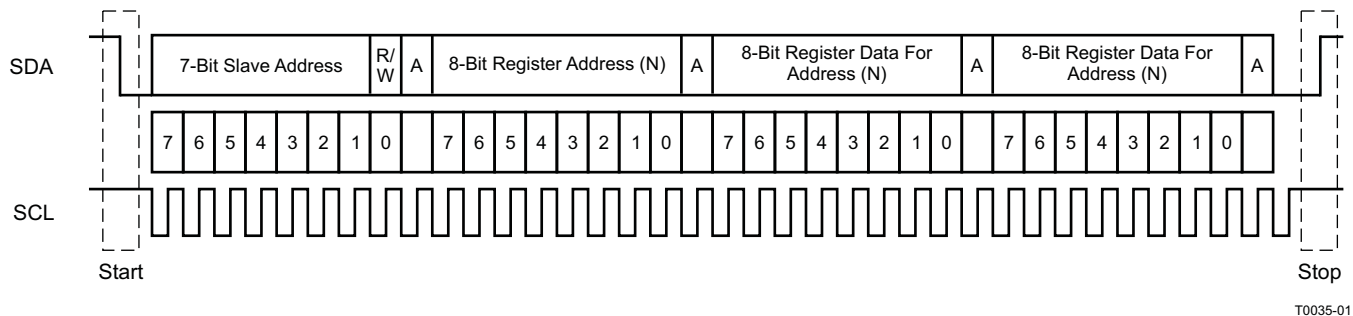 SDA
7-Bit Slave Address
R/
W
A
8-Bit Register Address (N)
A
8-Bit Register Data For
Address (N)
A
8-Bit Register Data For
Address (N)
A
7 6 5 4 3 2 1 0 7 6 5 4 3 2 1 0 7 6 5 4 3 2 1 0 7 6 5 4 3 2 1 0
SCL
Start
Stop
T0035-01